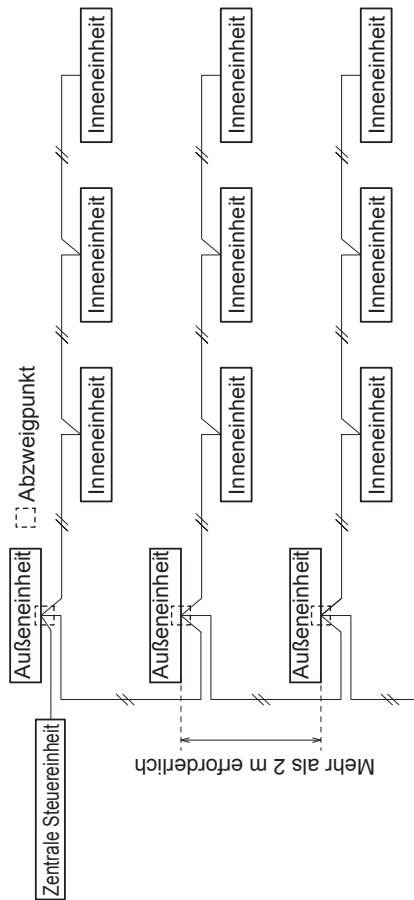 Abzweigpunkt
Zentrale Steuereinheit
Außeneinheit
Inneneinheit
Inneneinheit
Inneneinheit
Außeneinheit
Inneneinheit
Inneneinheit
Inneneinheit
Außeneinheit
Inneneinheit
Inneneinheit
Inneneinheit
Mehr als 2 m erforderlich